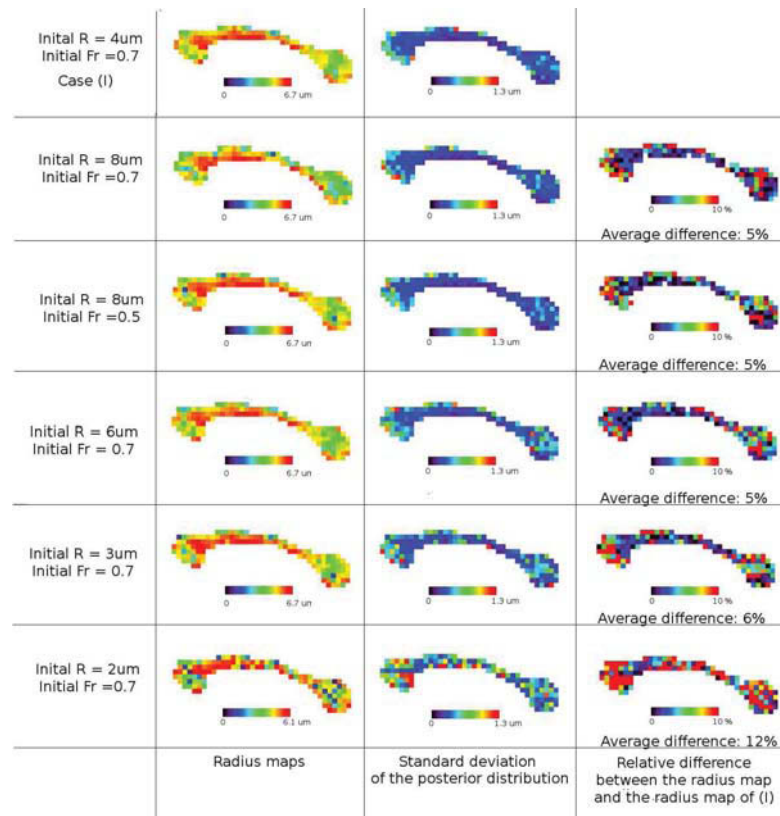 Inital R = 4um
Initial Fr =0.7
Case (I)
0
6.7 um
0
1.3 um
Inital R = 8um
Initial Fr =0.7
0
6.7 um
0
1.3 um
0
10 %
Average difference: 5%
Inital R = 8um
Initial Fr =0.5
0
6.7 um
0
1.3 um
0
10 %
Average difference: 5%
Initial R = 6um
Initial Fr = 0.7
0
6.7 un
0
1.3 um
0
10 %
Average difference: 5%
Initial R = 3um
Initial Fr = 0.7
0
6.7 um
0
1.3 um
0
10 %
Average difference: 6%
Inital R = 2um
Initial Fr =0.7
0
6.1 um
0
1.3 um
0
10 %
Average difference: 12%
Radius maps
Standard deviation
of the posterior distribution
Relative difference
between the radius map
and the radius map of (I)